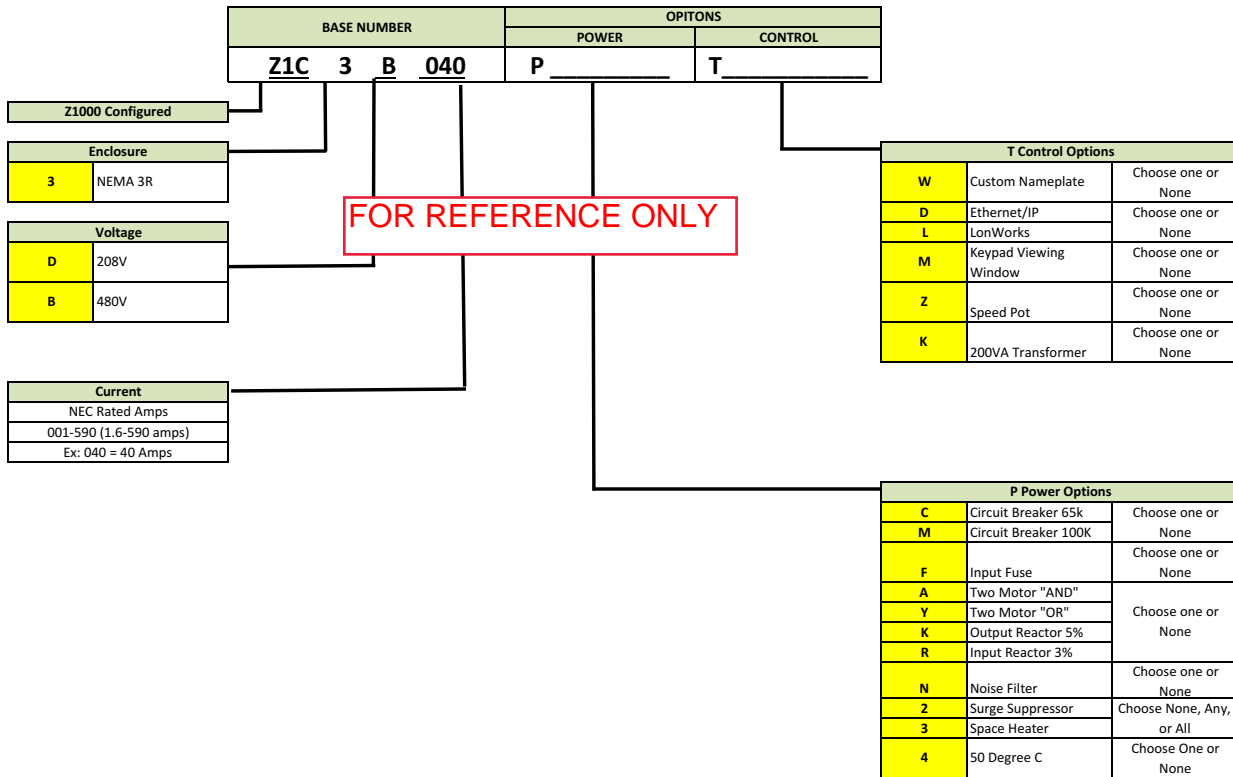 BASE NUMBER
OPITONS
POWER
CONTROL
Z1C 3 B 040
P ___________
T_____________
Z1000 Configured
Enclosure
3 NEMA 3R
Voltage
D 208V
B 480V
Current
NEC Rated Amps
001-590 (1.6-590 amps)
Ex: 040 = 40 Amps
FOR REFERENCE ONLY
T Control Options
W Custom Nameplate
Choose one or
None
D Ethernet/IP
L LonWorks
Choose one or
None
M
Keypad Viewing
Window
Choose one or
None
Z Speed Pot
Choose one or
None
K 200VA Transformer
Choose one or
None
P Power Options
C Circuit Breaker 65k
M Circuit Breaker 100K
Choose one or
None
F Input Fuse
Choose one or
None
A Two Motor "AND"
Y Two Motor "OR"
K Output Reactor 5%
R Input Reactor 3%
Choose one or
None
N Noise Filter
Choose one or
None
2 Surge Suppressor
3 Space Heater
Choose None, Any,
or All
4 50 Degree C
Choose One or
None